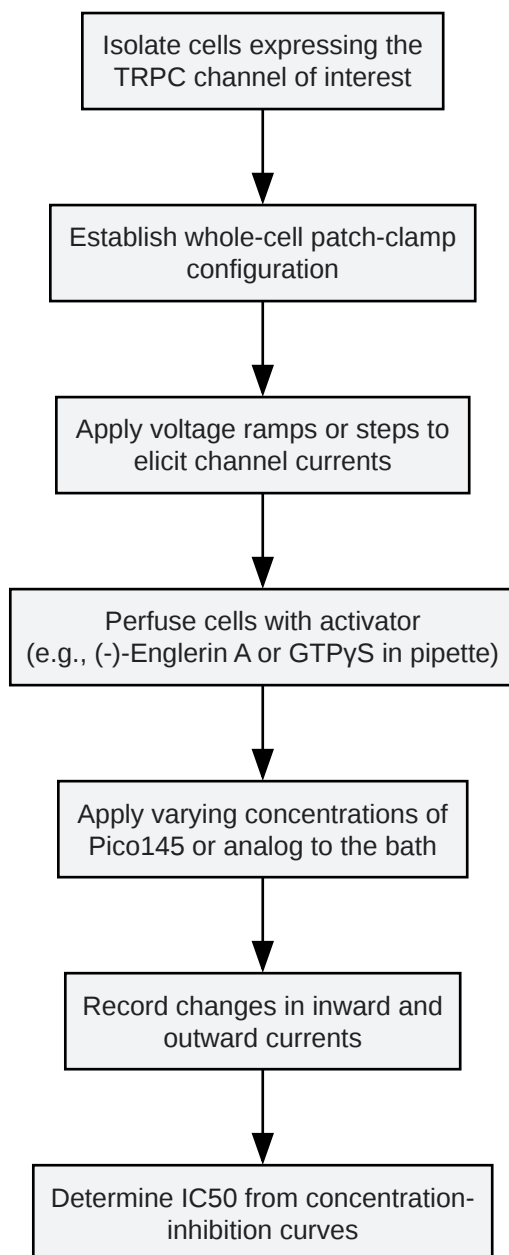 Isolate cells expressing the
TRPC channel of interest
Establish whole-cell patch-clamp
configuration
Apply voltage ramps or steps to
elicit channel currents
Perfuse cells with activator
(e.g., (-)-Englerin A or GTPγS in pipette)
Apply varying concentrations of
Pico145 or analog to the bath
Record changes in inward and
outward currents
Determine IC50 from concentration-
inhibition curves